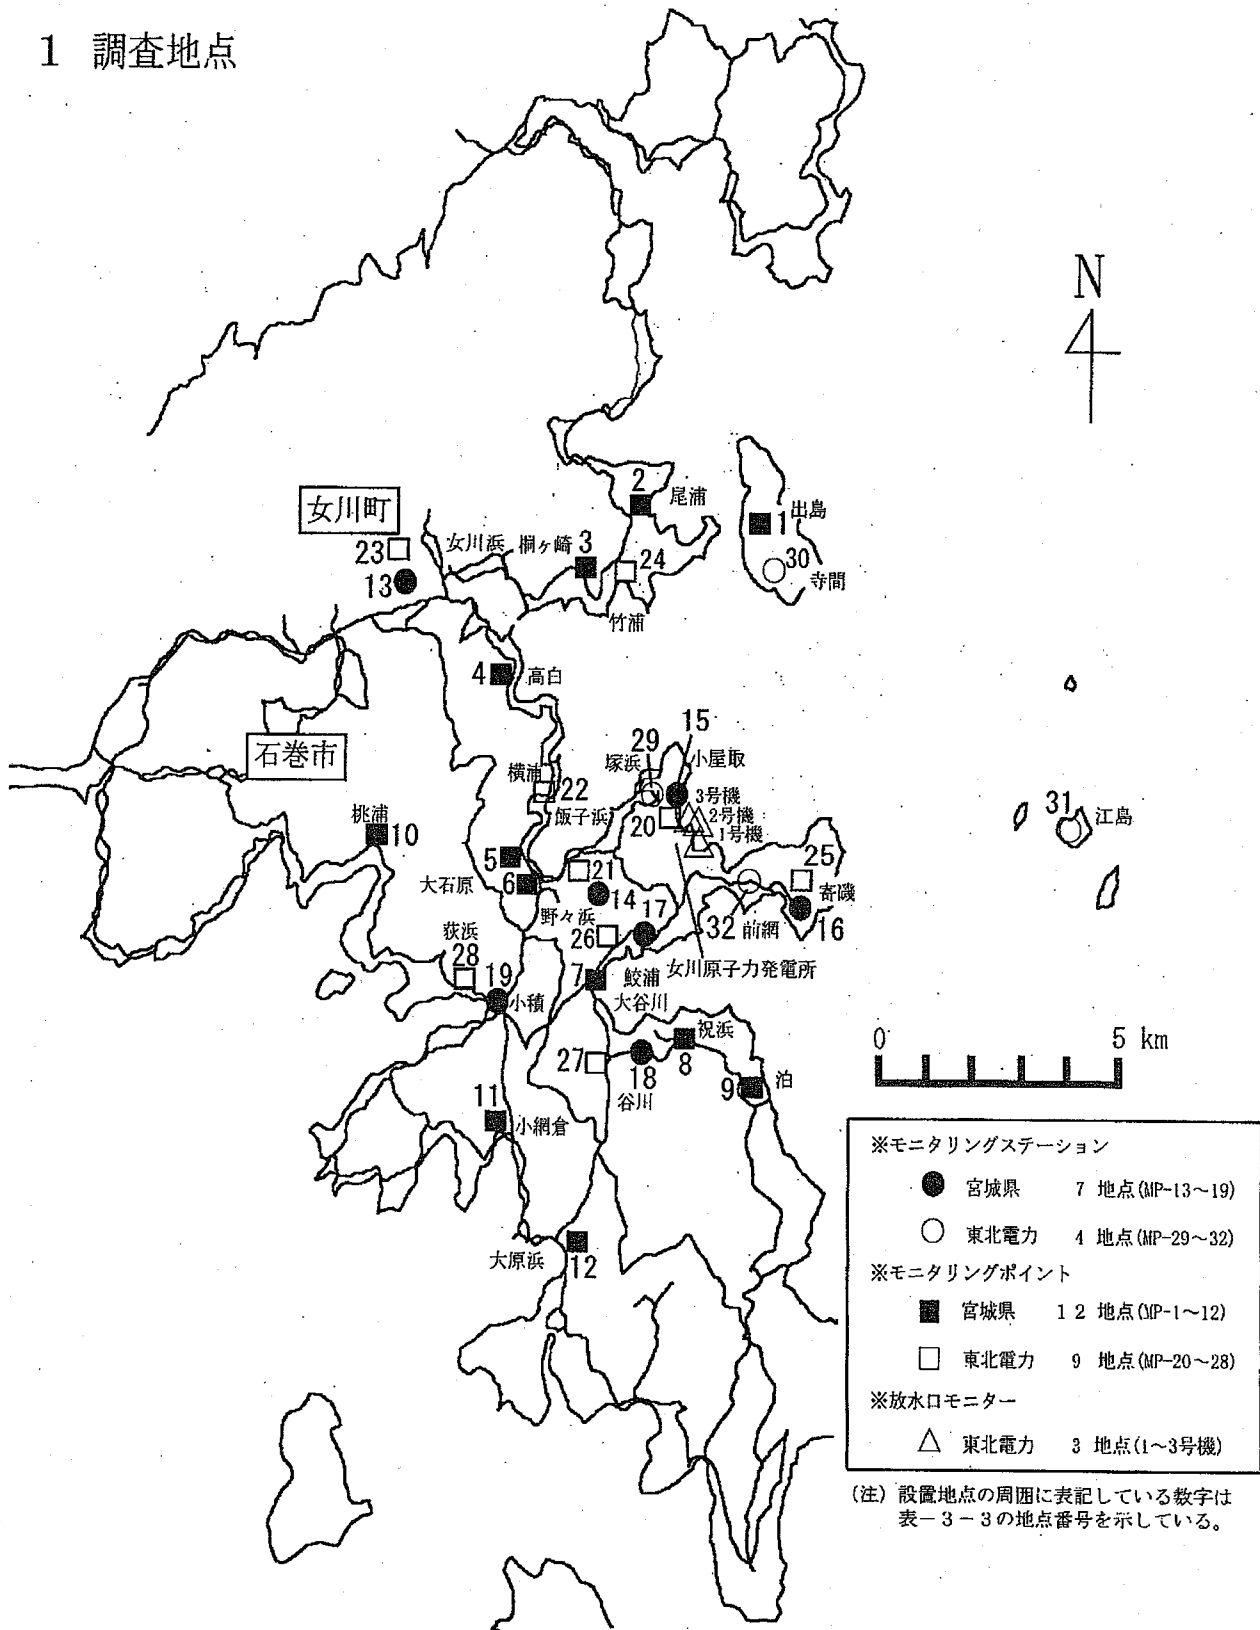 1 調査地点
N
2
尾浦
女川町
1
出島
23
女川浜
桐ヶ崎
3
24
30
13
寺間
竹浦
4
高白
15
29
石巻市
塚浜
小屋取
横浦
22
3号機
31
江島
桃浦
飯子浜
20
2号機
10
1号機
5
25
大石原
6
21
寄磯
14
野々浜
17
荻浜
26
32
前網
16
28
19
7
鮫浦
女川原子力発電所
小積
大谷川
祝浜
0 5 km
27
18
8
9
泊
谷川
11
小網倉
※モニタリングステーション
● 宮城県 7 地点(MP-13～19)
○ 東北電力 4 地点(MP-29～32)
大原浜
12
※モニタリングポイント
■ 宮城県 12 地点(MP-1～12)
□ 東北電力 9 地点(MP-20～28)
※放水口モニター
△ 東北電力 3 地点(1～3号機)
(注) 設置地点の周囲に表記している数字は
表－3－3の地点番号を示している。